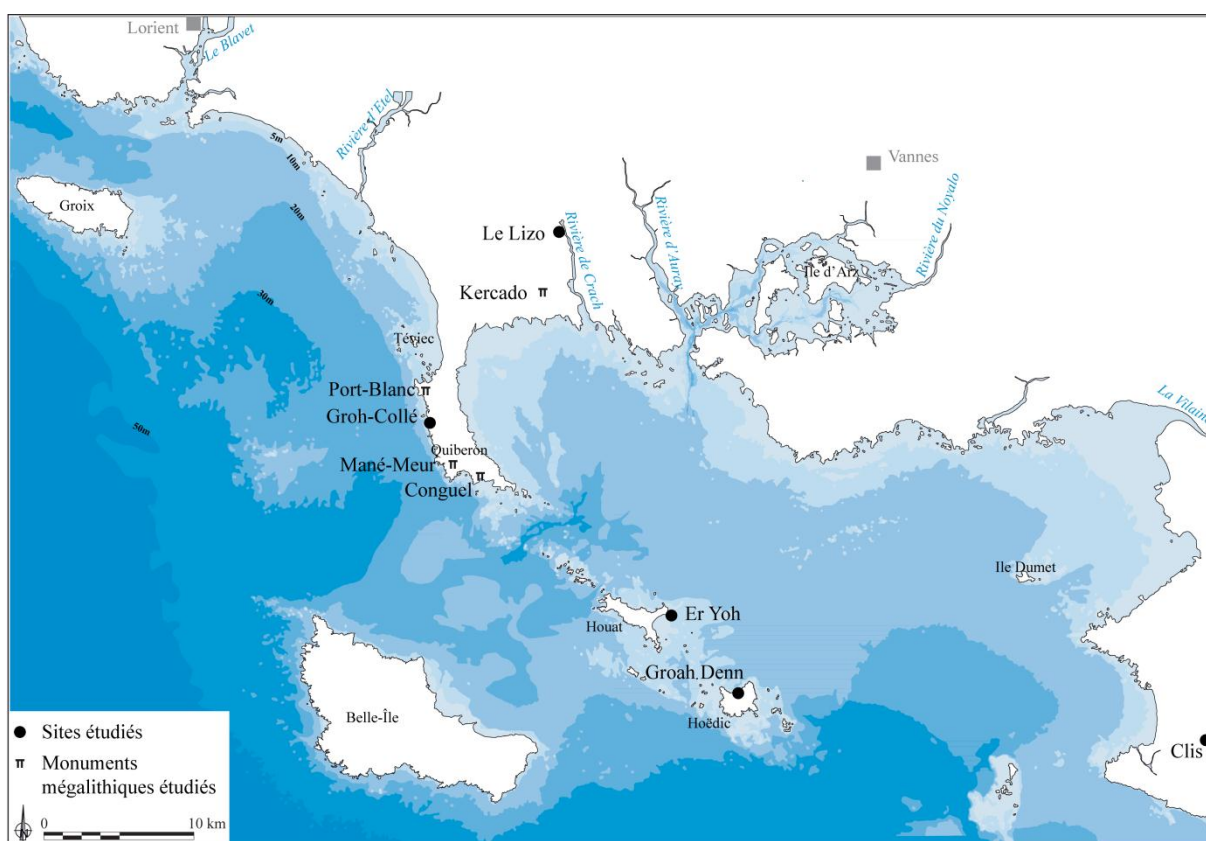 Lorient
Le Blavet
Rivière d'Etel
Vannes
5m
10m
20m
30m
50m
Groix
Le Lizo
Rivière de Crach
Rivière d'Auray
Ile d'Arz
Rivière du Noyalo
Kercado
Téviec
Port-Blanc
Groh-Collé
Quiberon
Mané-Meur
Conguel
La Vilaine
Ile Dumet
Er Yoh
Houat
Groah Denn
Hoëdic
Belle-Île
Clis
Sites étudiés
Monuments
mégalithiques étudiés
N
0 10 km